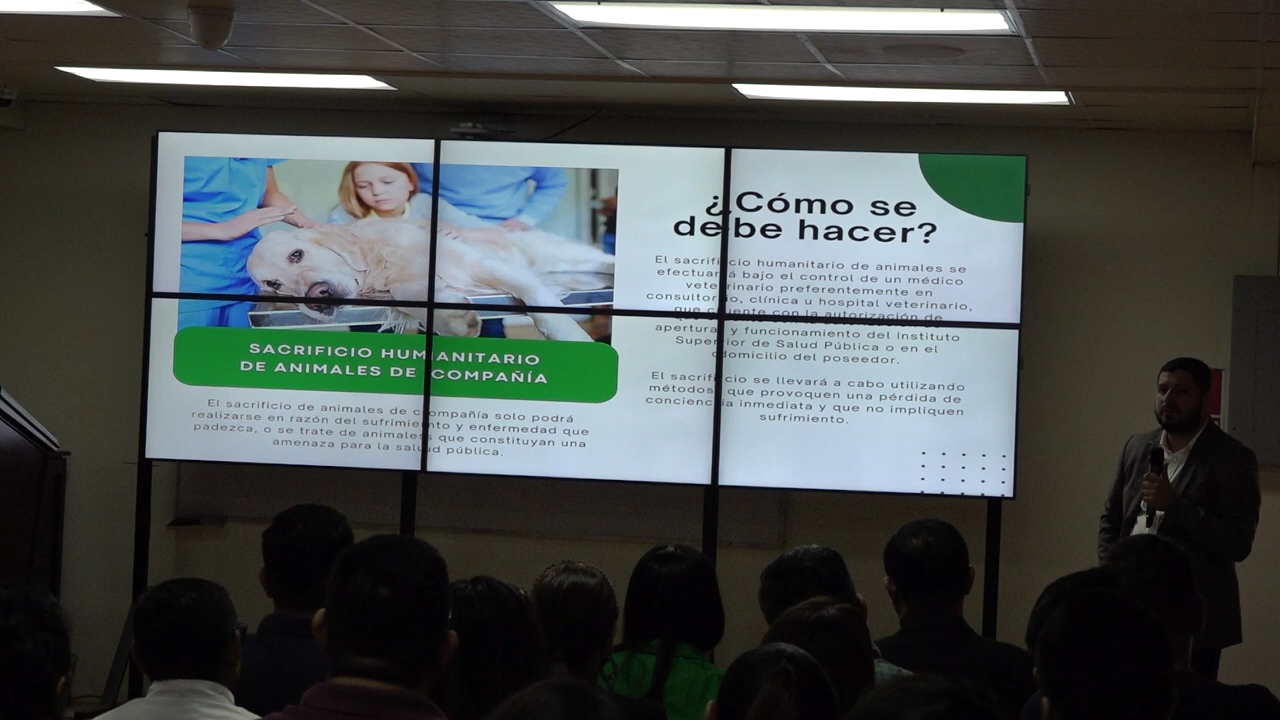 SACRIFICIO HUMANITARIO
DE ANIMALES DE COMPAÑÍA
El sacrificio de animales de compañía solo podrá
realizarse en razón del sufrimiento y enfermedad que
padezca, o se trate de animales que constituyan una
amenaza para la salud pública.
¿Cómo se
debe hacer?
El sacrificio humanitario de animales se
efectuará bajo el control de un médico
veterinario preferentemente en
consultorio, clínica u hospital veterinario,
que cuente con la autorización de
apertura y funcionamiento del Instituto
Superior de Salud Pública o en el
domicilio del poseedor.
El sacrificio se llevará a cabo utilizando
métodos que provoquen una pérdida de
conciencia inmediata y que no impliquen
sufrimiento.